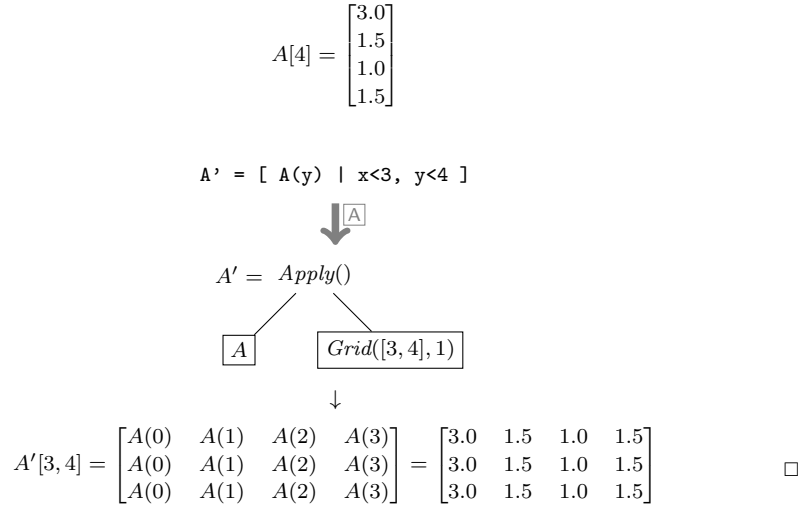 A[4] = [3.0
1.5
1.0
1.5]
A’ = [ A(y) | x<3, y<4 ]
A
A′ = Apply()
A Grid([3, 4], 1)
↓
A′[3, 4] = [A(0) A(1) A(2) A(3)
A(0) A(1) A(2) A(3)
A(0) A(1) A(2) A(3)] = [3.0 1.5 1.0 1.5
3.0 1.5 1.0 1.5
3.0 1.5 1.0 1.5] □